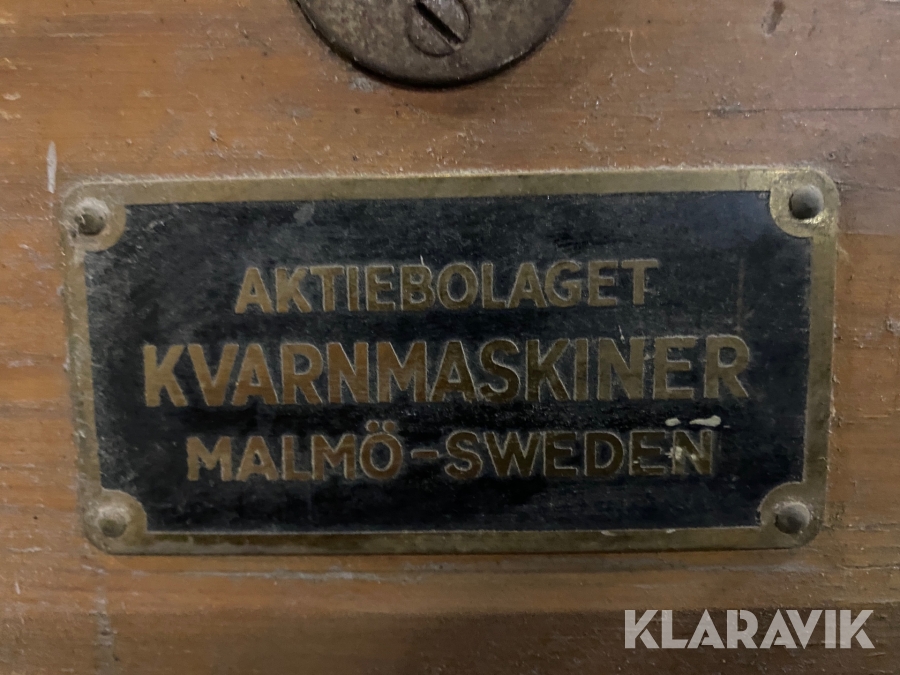 AKTIEBOLAGET
KVARNMASKINER
MALMÖ-SWEDEN
KLARAVIK